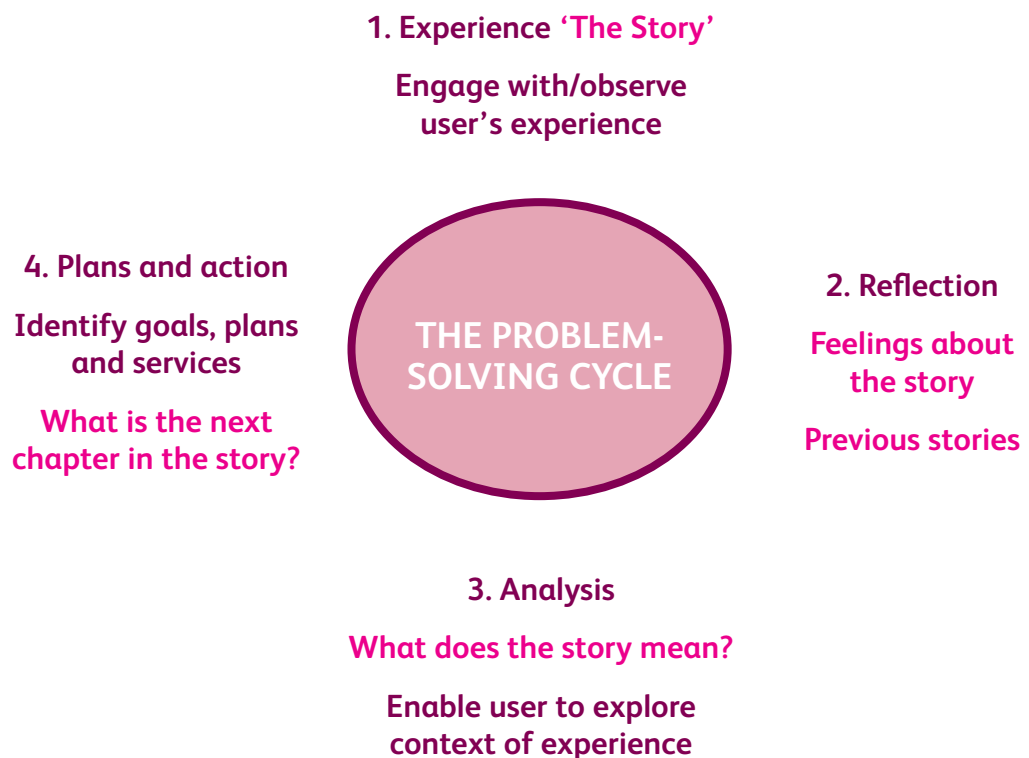 1. Experience ‘The Story’
Engage with/observe
user’s experience
THE PROBLEM-
SOLVING CYCLE
2. Reflection
Feelings about
the story
Previous stories
3. Analysis
What does the story mean?
Enable user to explore
context of experience
4. Plans and action
Identify goals, plans
and services
What is the next
chapter in the story?